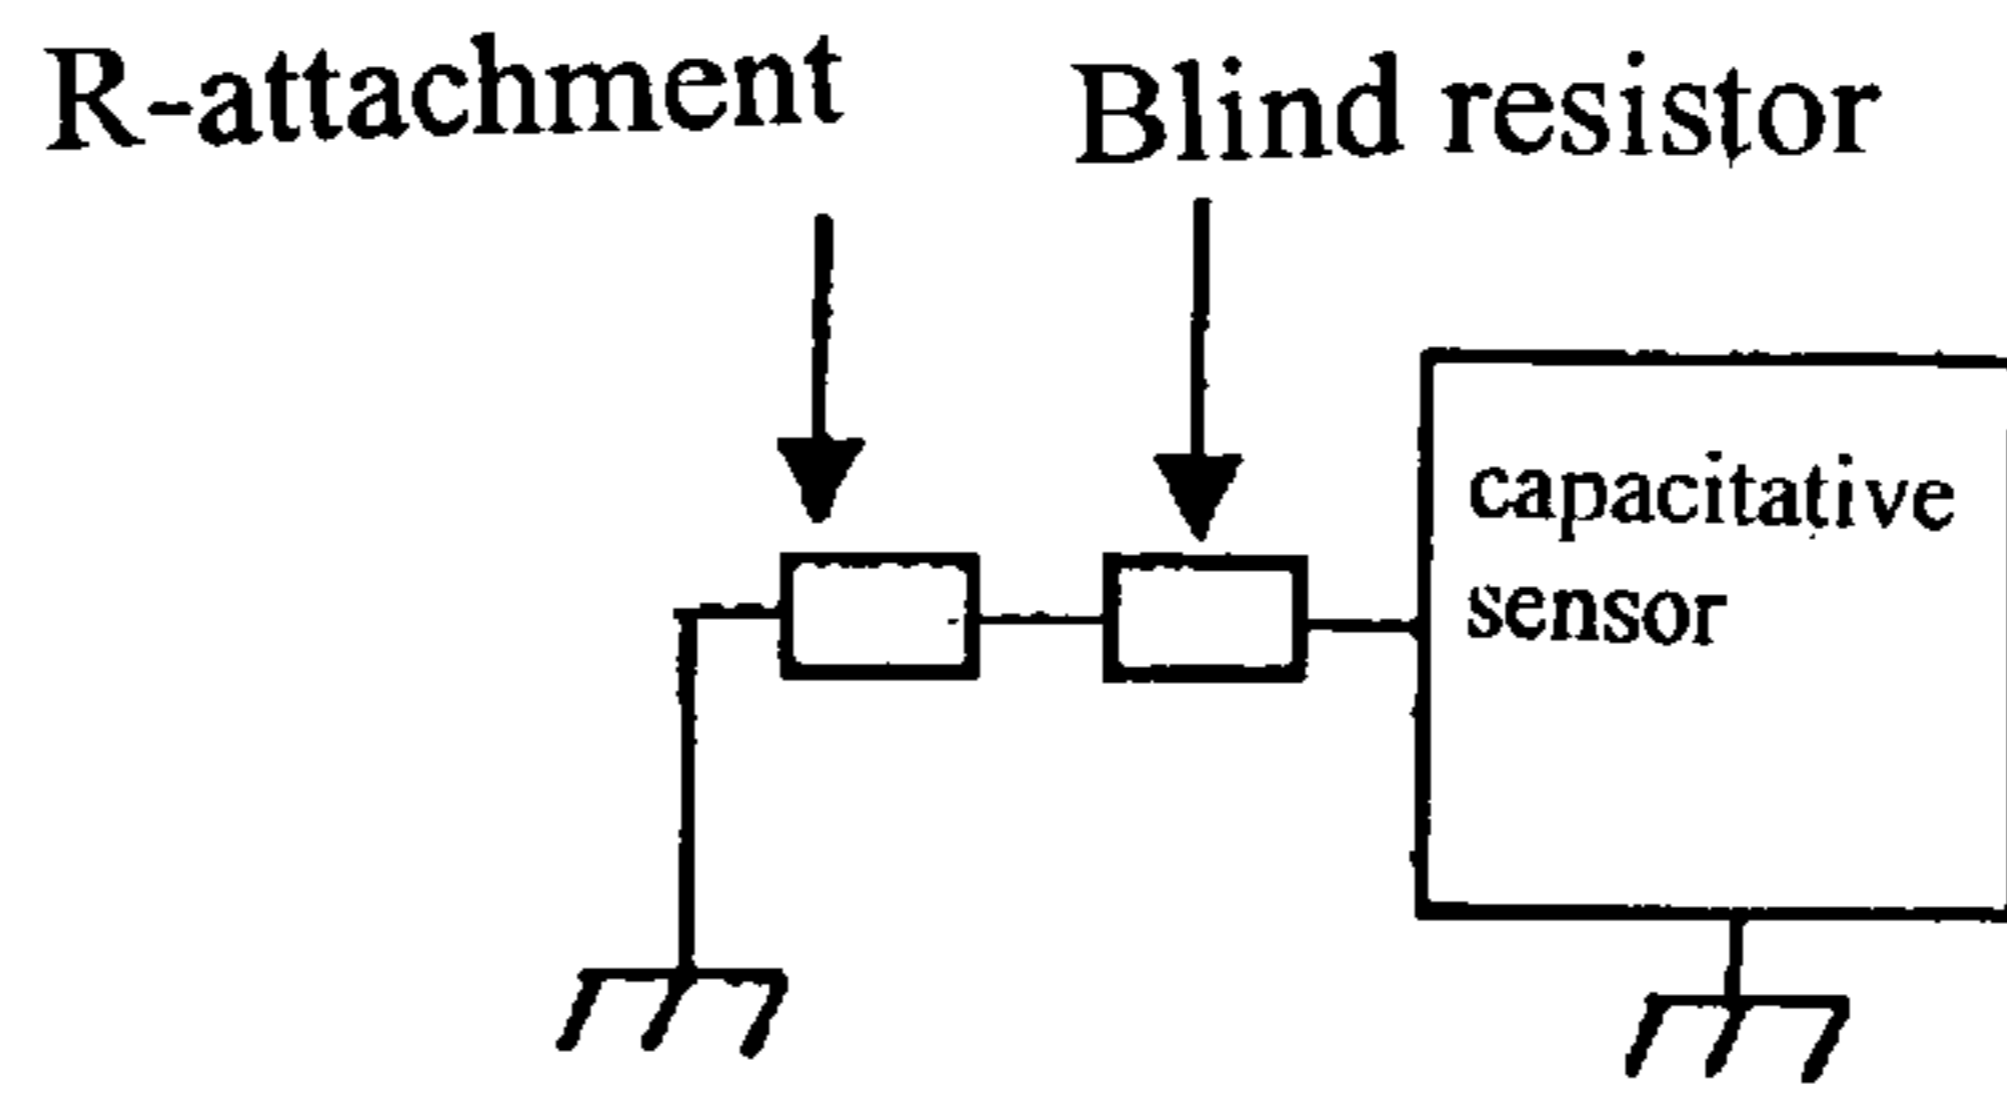 R-attachment
Blind resistor
capacitative
sensor